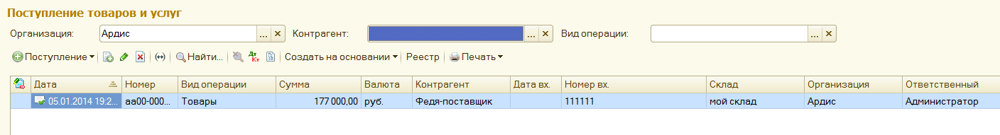 Поступление товаров и услуг
Организация: Ардис ... × Контрагент: ... × Вид операции: ... ×
Поступление Найти... Дт Кт Создать на основании Реестр Печать
Дата Номер Вид операции Сумма Валюта Контрагент Дата вх. Номер вх. Склад Организация Ответственный
05.01.2014 19:2... аа00-000... Товары 177 000,00 руб. Федя-поставщик 111111 мой склад Ардис Администратор